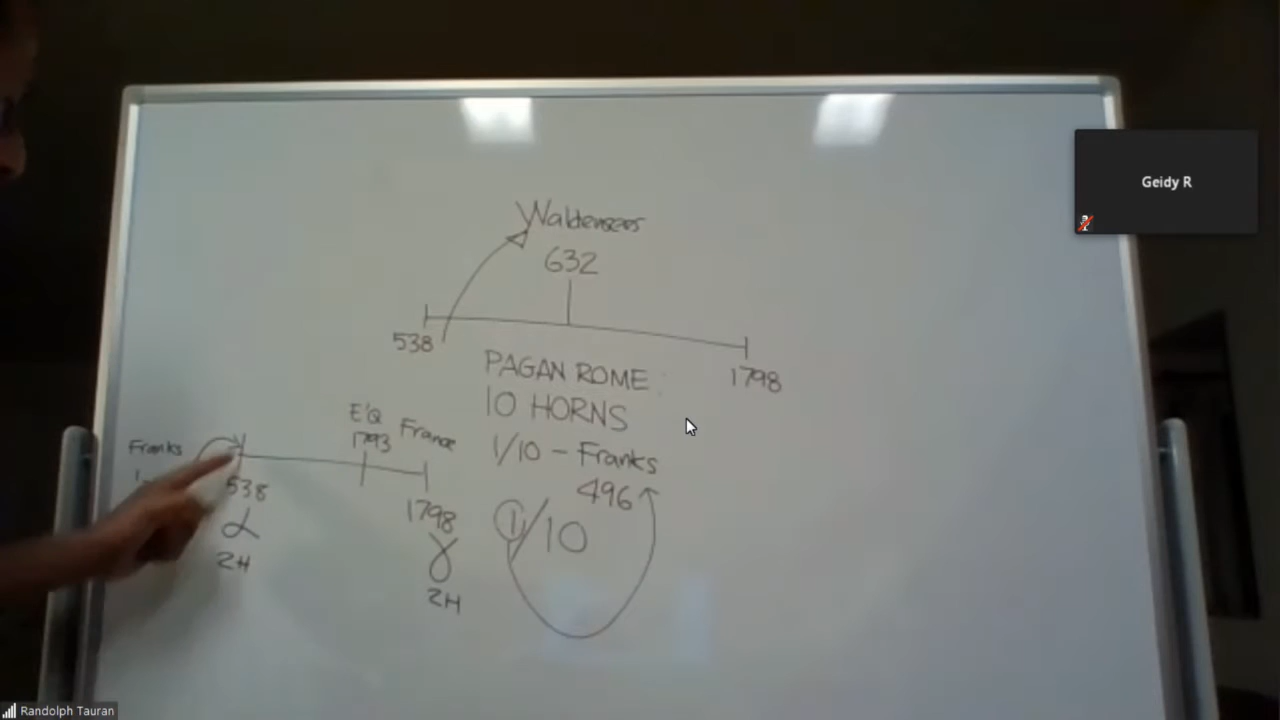 Waldenses
632
538
1798
PAGAN ROME:
10 HORNS
1/10 - Franks
496
1/10
Franks
538
α
2H
E'Q
1793
France
1798
2H
Geidy R
Randolph Tauran